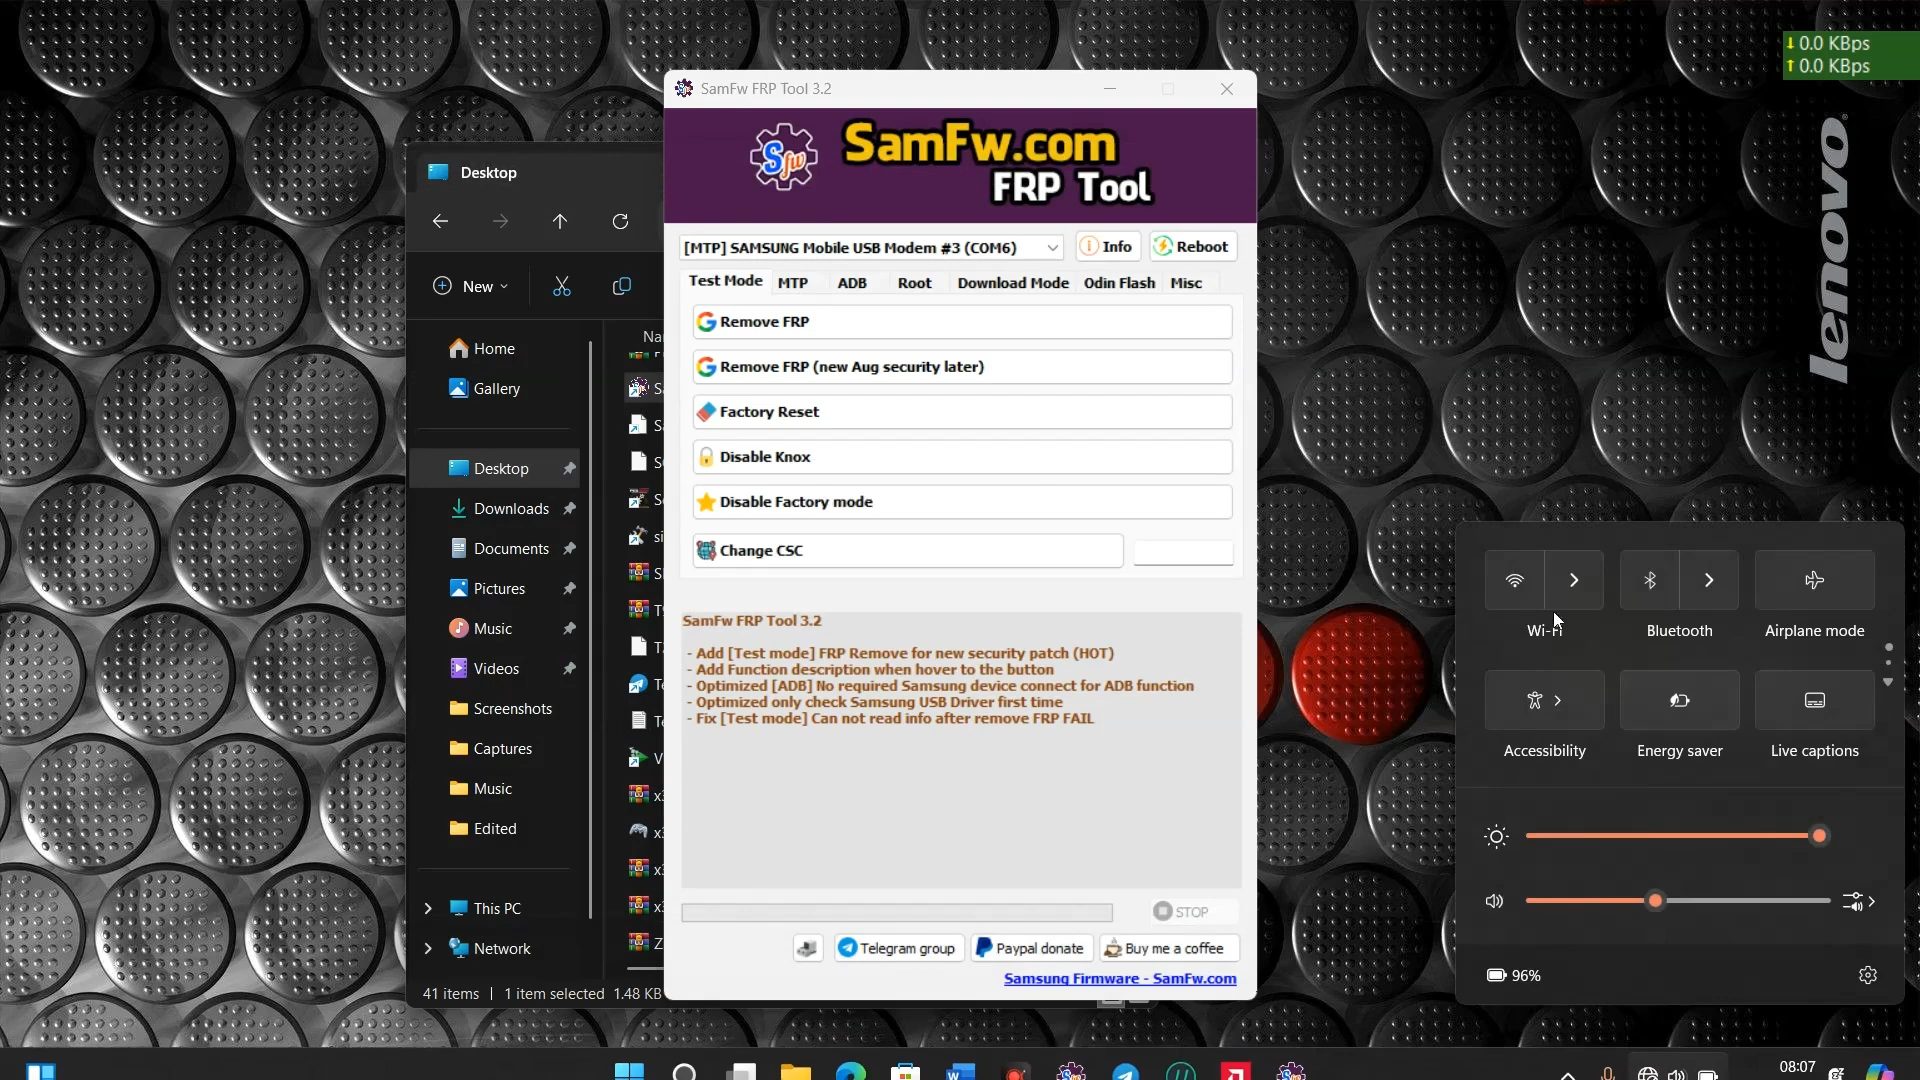 0.0 KBps
0.0 KBps
lenovo
Desktop
New
Home
Gallery
Desktop
Downloads
Documents
Pictures
Music
Videos
Screenshots
Captures
Music
Edited
This PC
Network
41 items
1 item selected 1.48 KB
SamFw FRP Tool 3.2
SamFw.com
FRP Tool
Sfw
[MTP] SAMSUNG Mobile USB Modem #3 (COM6)
Info
Reboot
Test Mode MTP ADB Root Download Mode Odin Flash Misc
Remove FRP
Remove FRP (new Aug security later)
Factory Reset
Disable Knox
Disable Factory mode
Change CSC
SamFw FRP Tool 3.2
- Add [Test mode] FRP Remove for new security patch (HOT)
- Add Function description when hover to the button
- Optimized [ADB] No required Samsung device connect for ADB function
- Optimized only check Samsung USB Driver first time
- Fix [Test mode] Can not read info after remove FRP FAIL
STOP
Telegram group
Paypal donate
Buy me a coffee
Samsung Firmware - SamFw.com
Wi-Fi
Bluetooth
Airplane mode
Accessibility
Energy saver
Live captions
96%
08:07